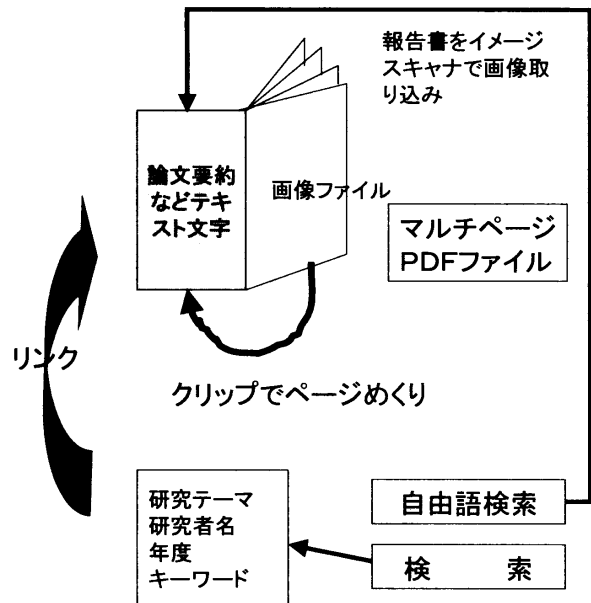 報告書をイメージ
スキャナで画像取
り込み
論文要約
などテキ
スト文字
画像ファイル
マルチページ
PDFファイル
リンク
クリップでページめくり
研究テーマ
研究者名
年度
キーワード
自由語検索
検 索